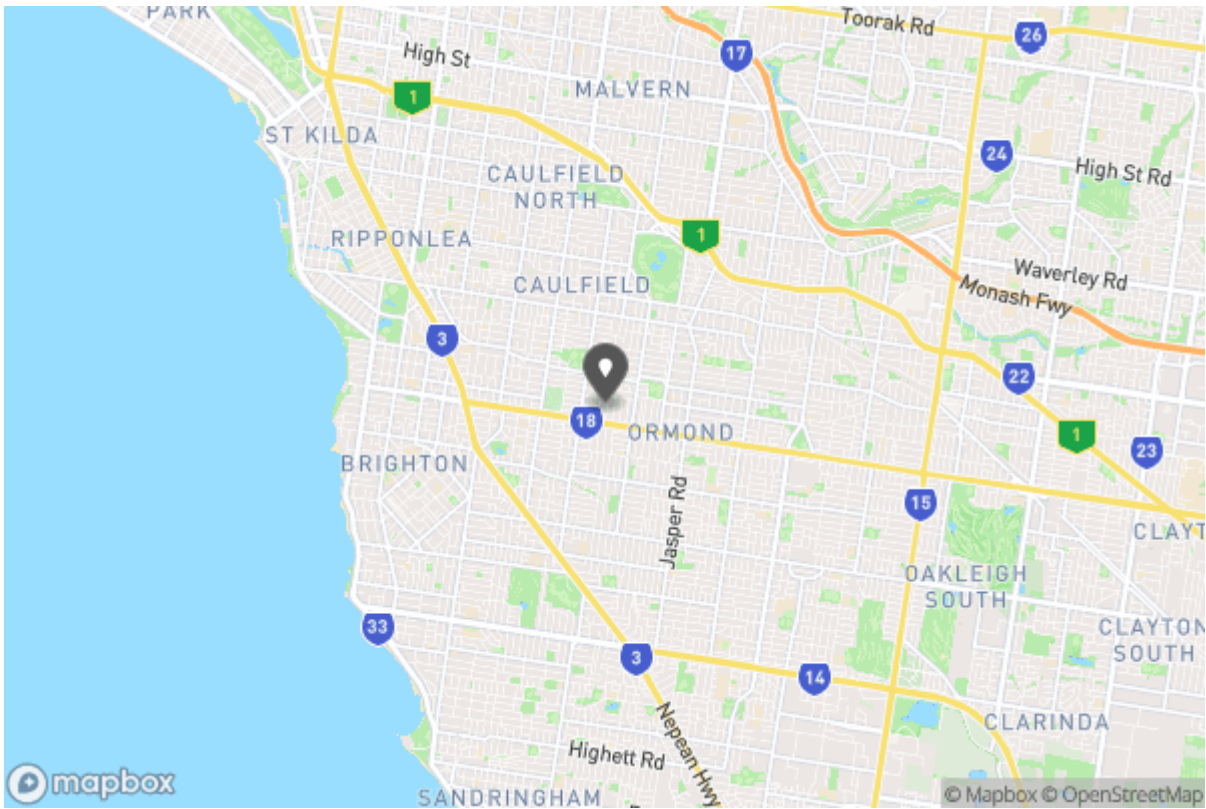 PARK
Toorak Rd
26
High St
17
1
MALVERN
ST KILDA
24
High St Rd
CAULFIELD
NORTH
RIPPONLEA
1
Waverley Rd
CAULFIELD
Monash Fwy
3
22
18
ORMOND
1
23
BRIGHTON
15
Jasper Rd
CLAYT
OAKLEIGH
SOUTH
33
CLAYTON
SOUTH
3
14
Nepean Hwy
CLARINDA
Highett Rd
mapbox
SANDRINGHAM
© Mapbox © OpenStreetMap